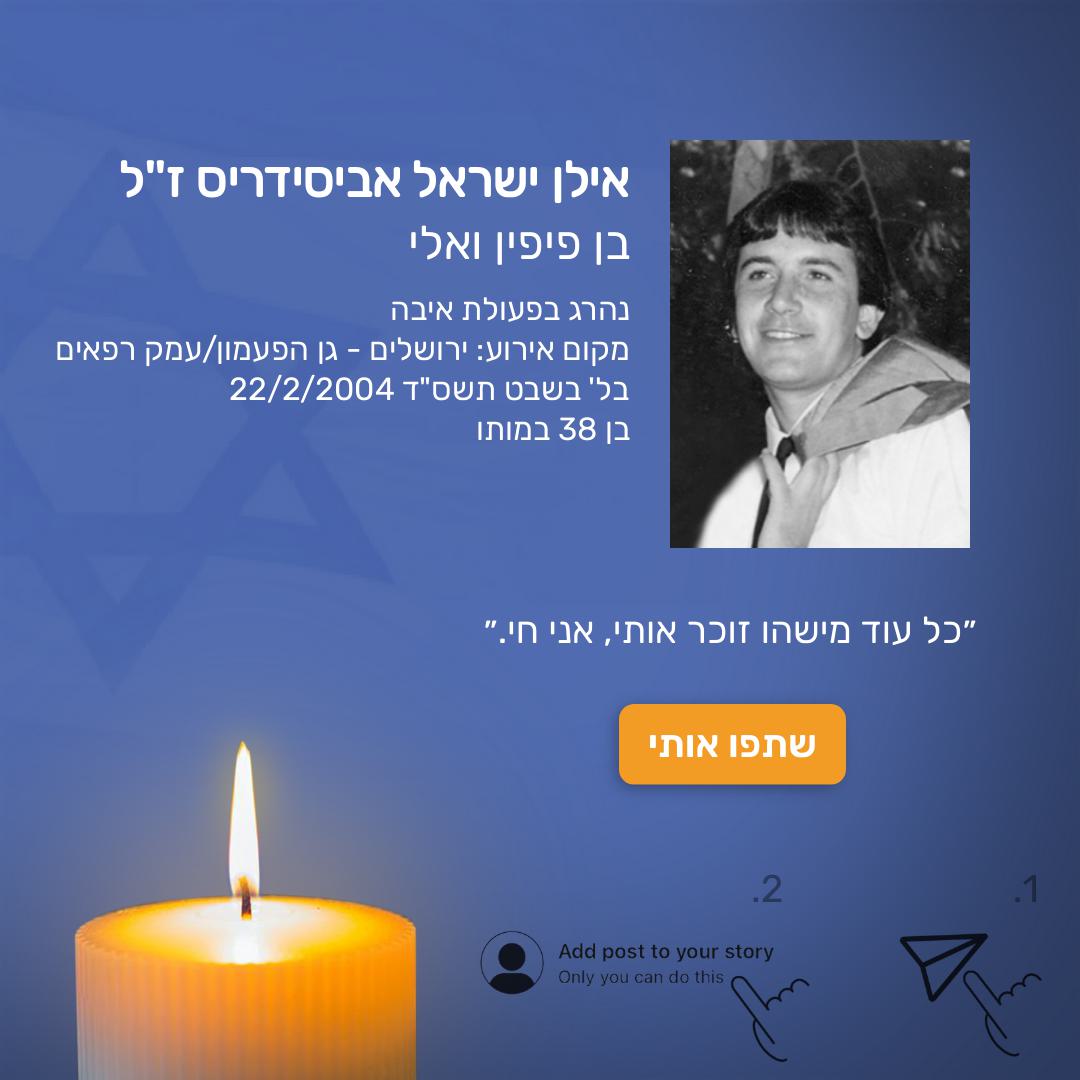 אילן ישראל אביסידריס ז"ל
בן פיפין ואלי
נהרג בפעולת איבה
מקום אירוע: ירושלים - גן הפעמון/עמק רפאים
בל' בשבט תשס"ד 22/2/2004
בן 38 במותו
״כל עוד מישהו זוכר אותי, אני חי.״
שתפו אותי
1.
2.
Add post to your story
Only you can do this